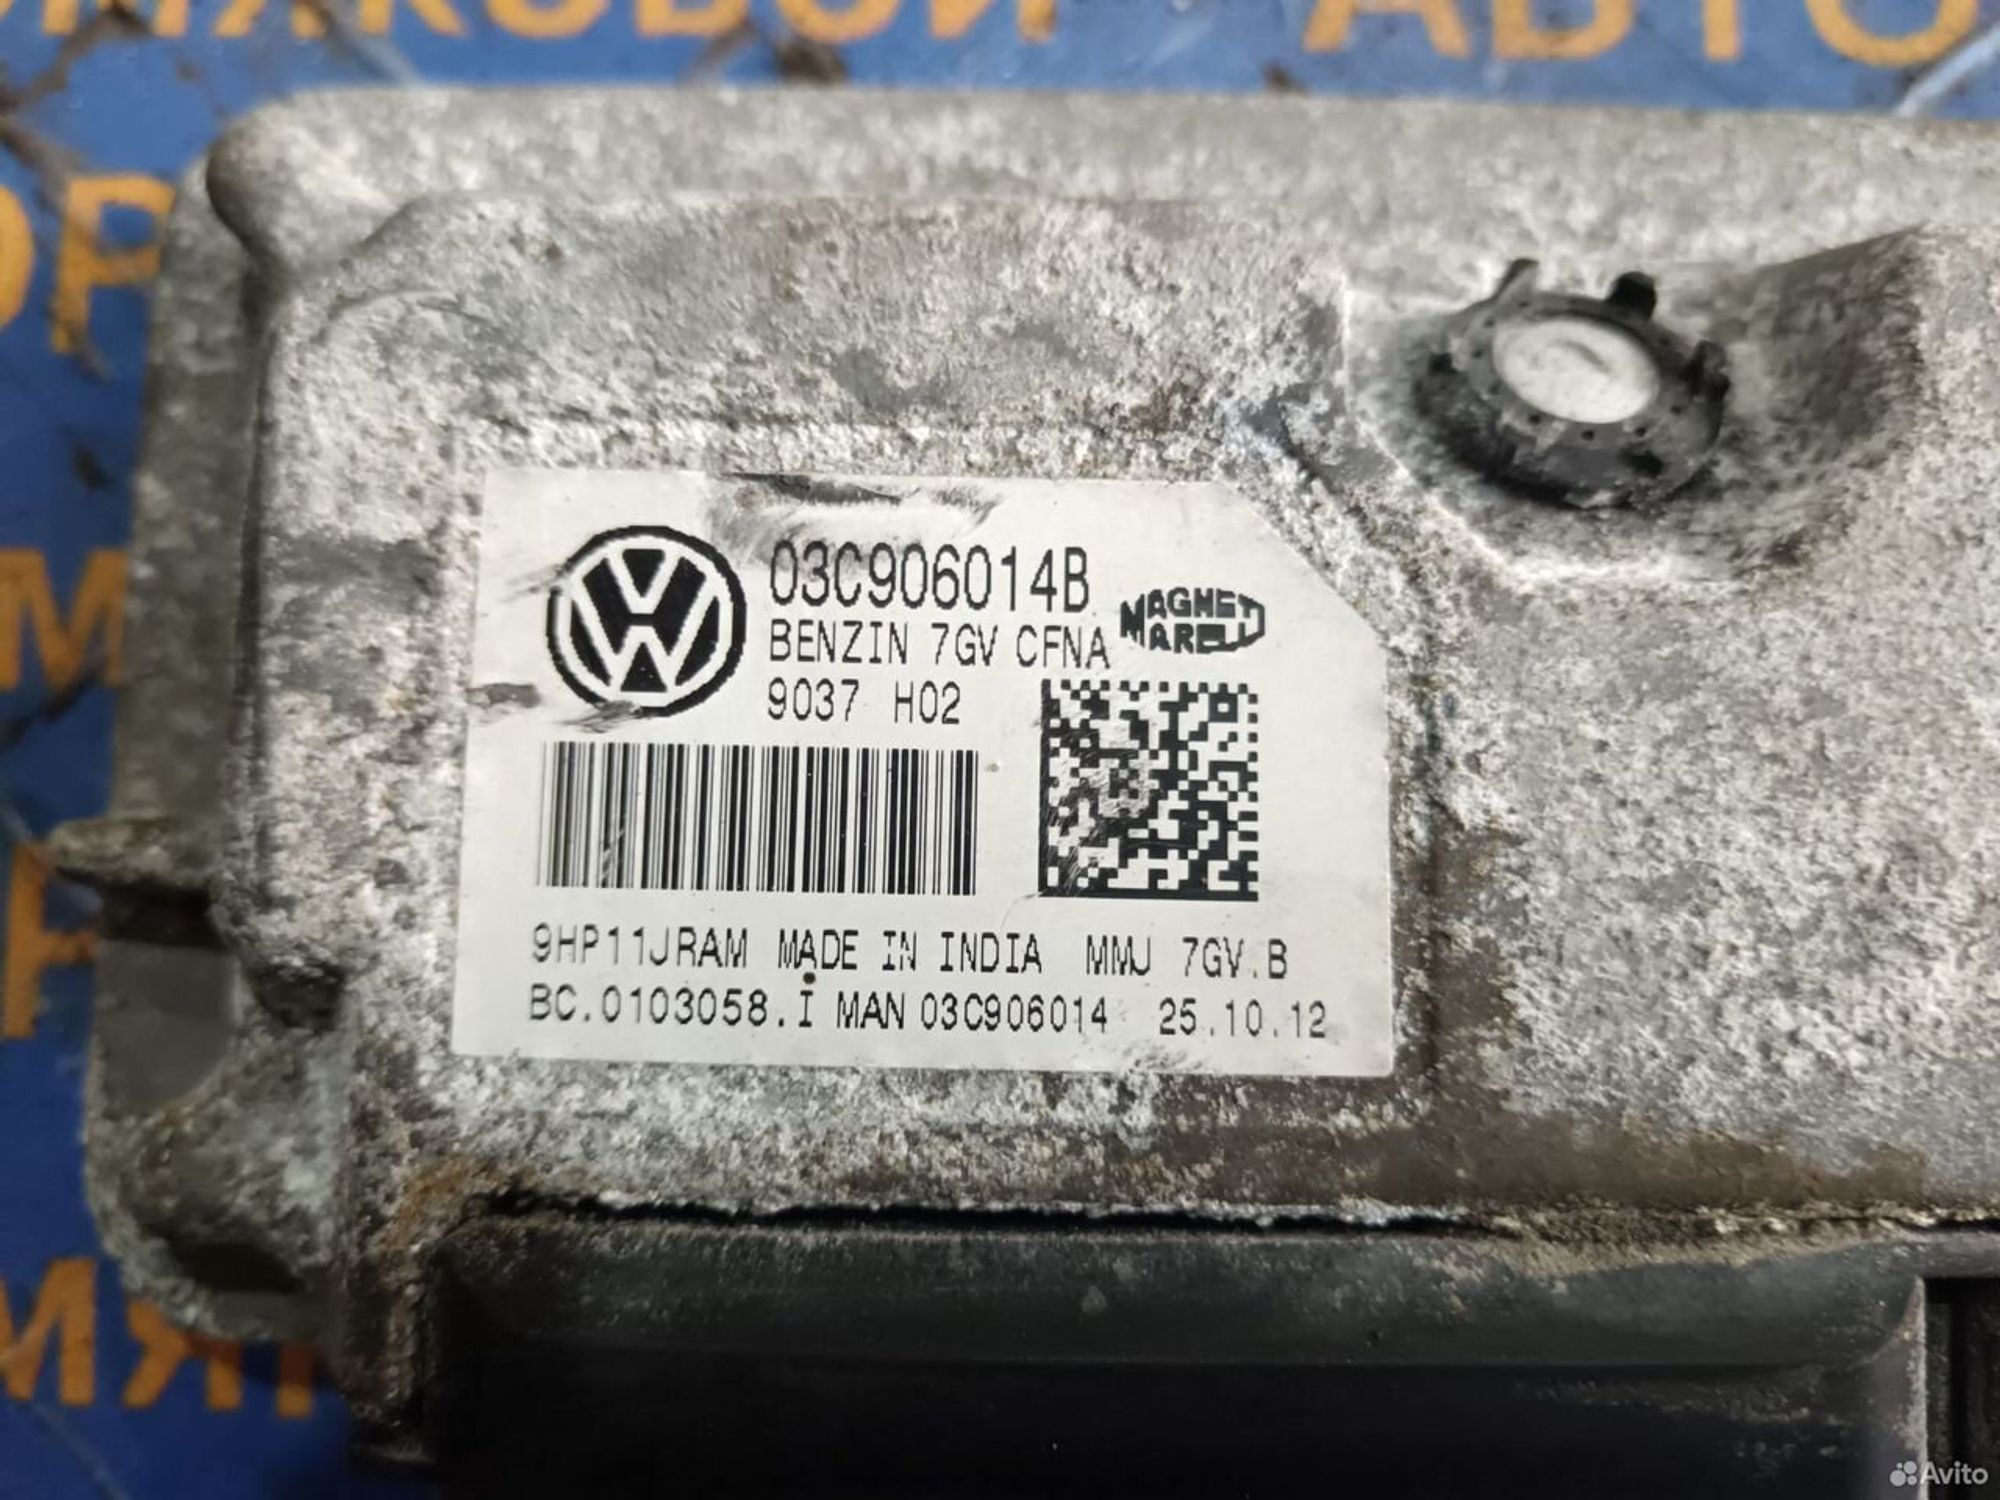 АВТО
03C906014B
BENZIN 7GV CFNA
MAGNETI MARELLI
9037 H02
9HP11JRAM MADE IN INDIA MMJ 7GV.B
BC.0103058.I MAN 03C906014 25.10.12
Avito